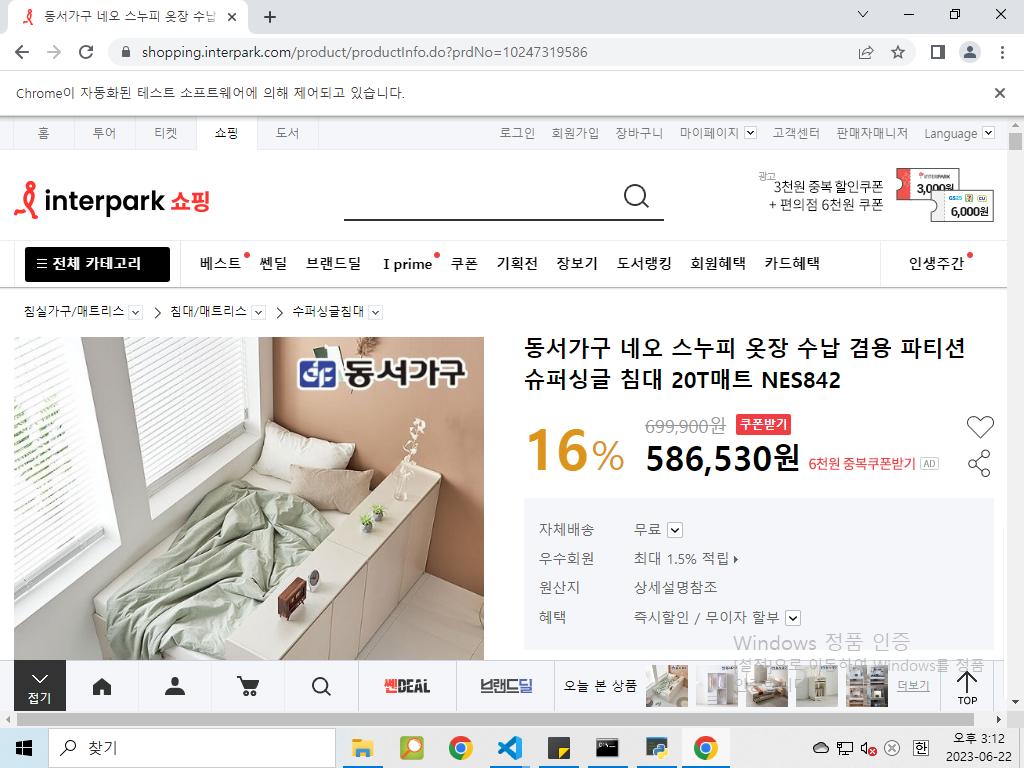 동서가구 네오 스누피 옷장 수납
shopping.interpark.com/product/productInfo.do?prdNo=10247319586
Chrome이 자동화된 테스트 소프트웨어에 의해 제어되고 있습니다.
홈 투어 티켓 쇼핑 도서 로그인 회원가입 장바구니 마이페이지 고객센터 판매자매니저 Language
광고
interpark 쇼핑
3천원 중복 할인쿠폰
+ 편의점 6천원 쿠폰
INTERPARK
3,000원
GS25 CU
6,000원
전체 카테고리 베스트 쎈딜 브랜드딜 I prime 쿠폰 기획전 장보기 도서랭킹 회원혜택 카드혜택 인생주간
침실가구/매트리스 침대/매트리스 수퍼싱글침대
동서가구
동서가구 네오 스누피 옷장 수납 겸용 파티션
슈퍼싱글 침대 20T매트 NES842
16%
699,900원 쿠폰받기
586,530원 6천원 중복쿠폰받기 AD
자체배송 무료
우수회원 최대 1.5% 적립
원산지 상세설명참조
혜택 즉시할인 / 무이자 할부
Windows 정품 인증
[설정]으로 이동하여 Windows를 정품
접기
쎈DEAL
브랜드딜
오늘 본 상품
더보기
TOP
찾기
한
오후 3:12
2023-06-22